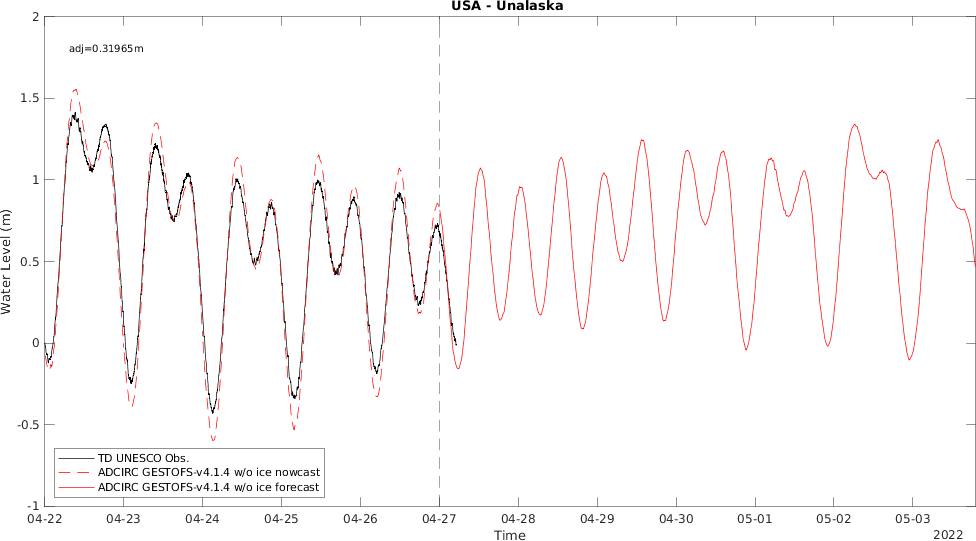 USA - Unalaska
adj=0.31965m
2
1.5
1
0.5
0
-0.5
-1
Water Level (m)
TD UNESCO Obs.
ADCIRC GESTOFS-v4.1.4 w/o ice nowcast
ADCIRC GESTOFS-v4.1.4 w/o ice forecast
04-22 04-23 04-24 04-25 04-26 04-27 04-28 04-29 04-30 05-01 05-02 05-03
Time
2022